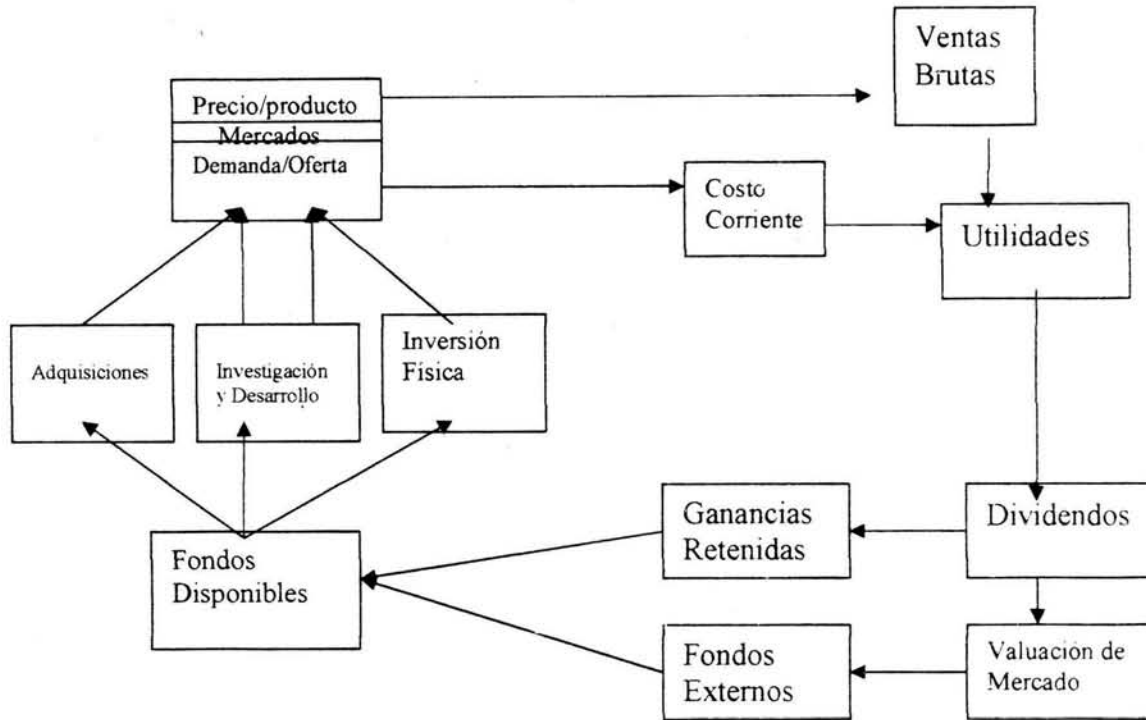 Ventas
Brutas
Precio/producto
Mercados
Demanda/Oferta
Costo
Corriente
Utilidades
Adquisiciones
Investigación
y Desarrollo
Inversión
Física
Fondos
Disponibles
Ganancias
Retenidas
Dividendos
Fondos
Externos
Valuación de
Mercado